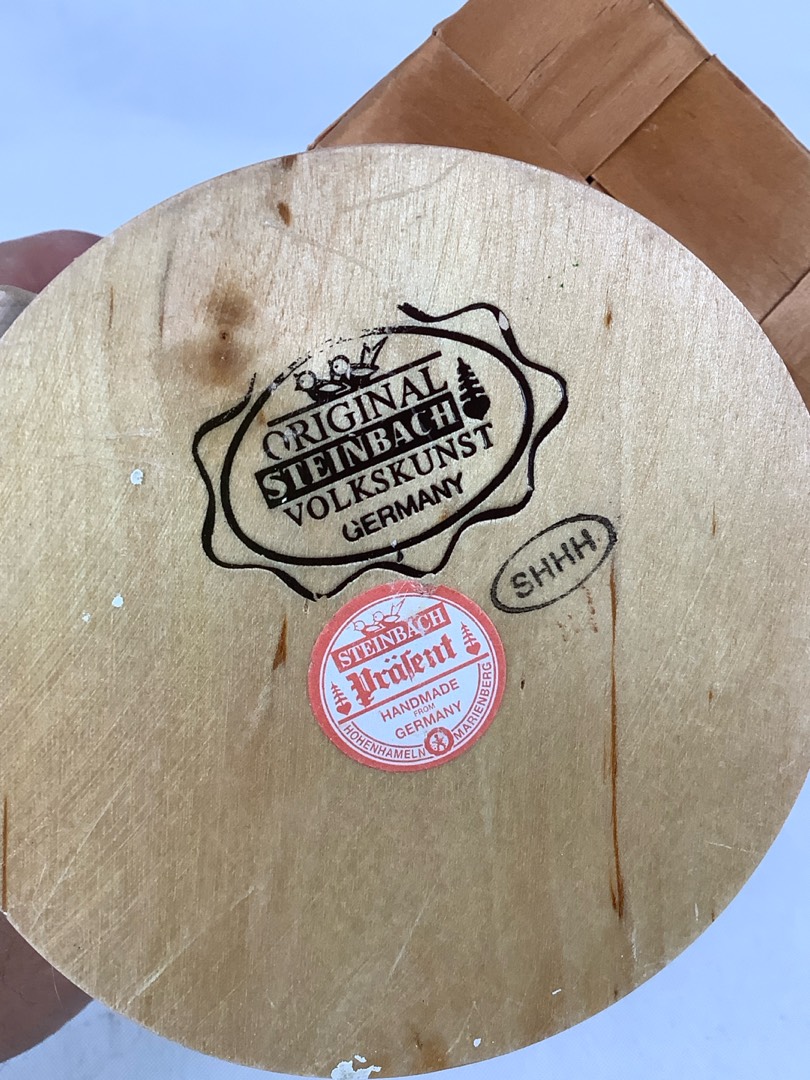 ORIGINAL
STEINBACH
VOLKSKUNST
GERMANY
SHHH
STEINBACH
Präſent
HANDMADE
FROM
GERMANY
HOHENHAMELN MARIENBERG